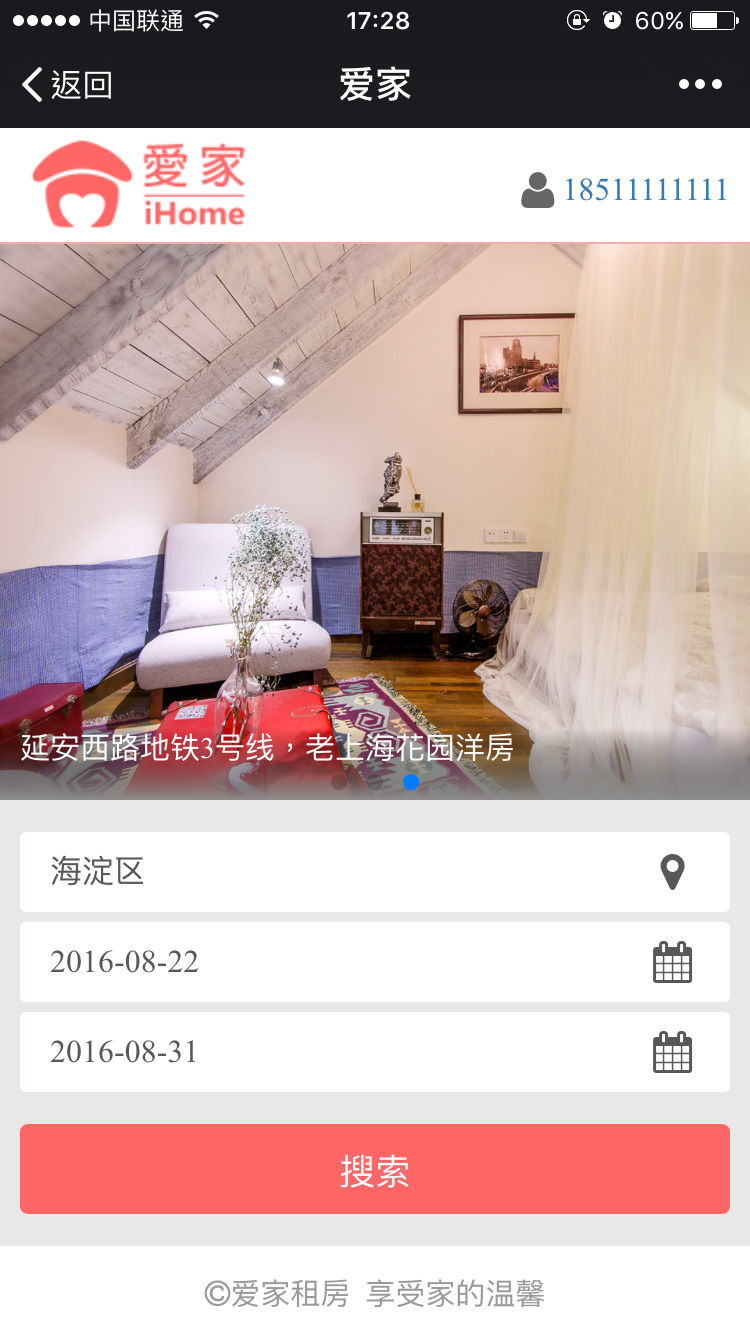 中国联通 17:28 60%
返回 爱家
愛家
iHome
18511111111
延安西路地铁3号线，老上海花园洋房
海淀区
2016-08-22
2016-08-31
搜索
©爱家租房 享受家的温馨